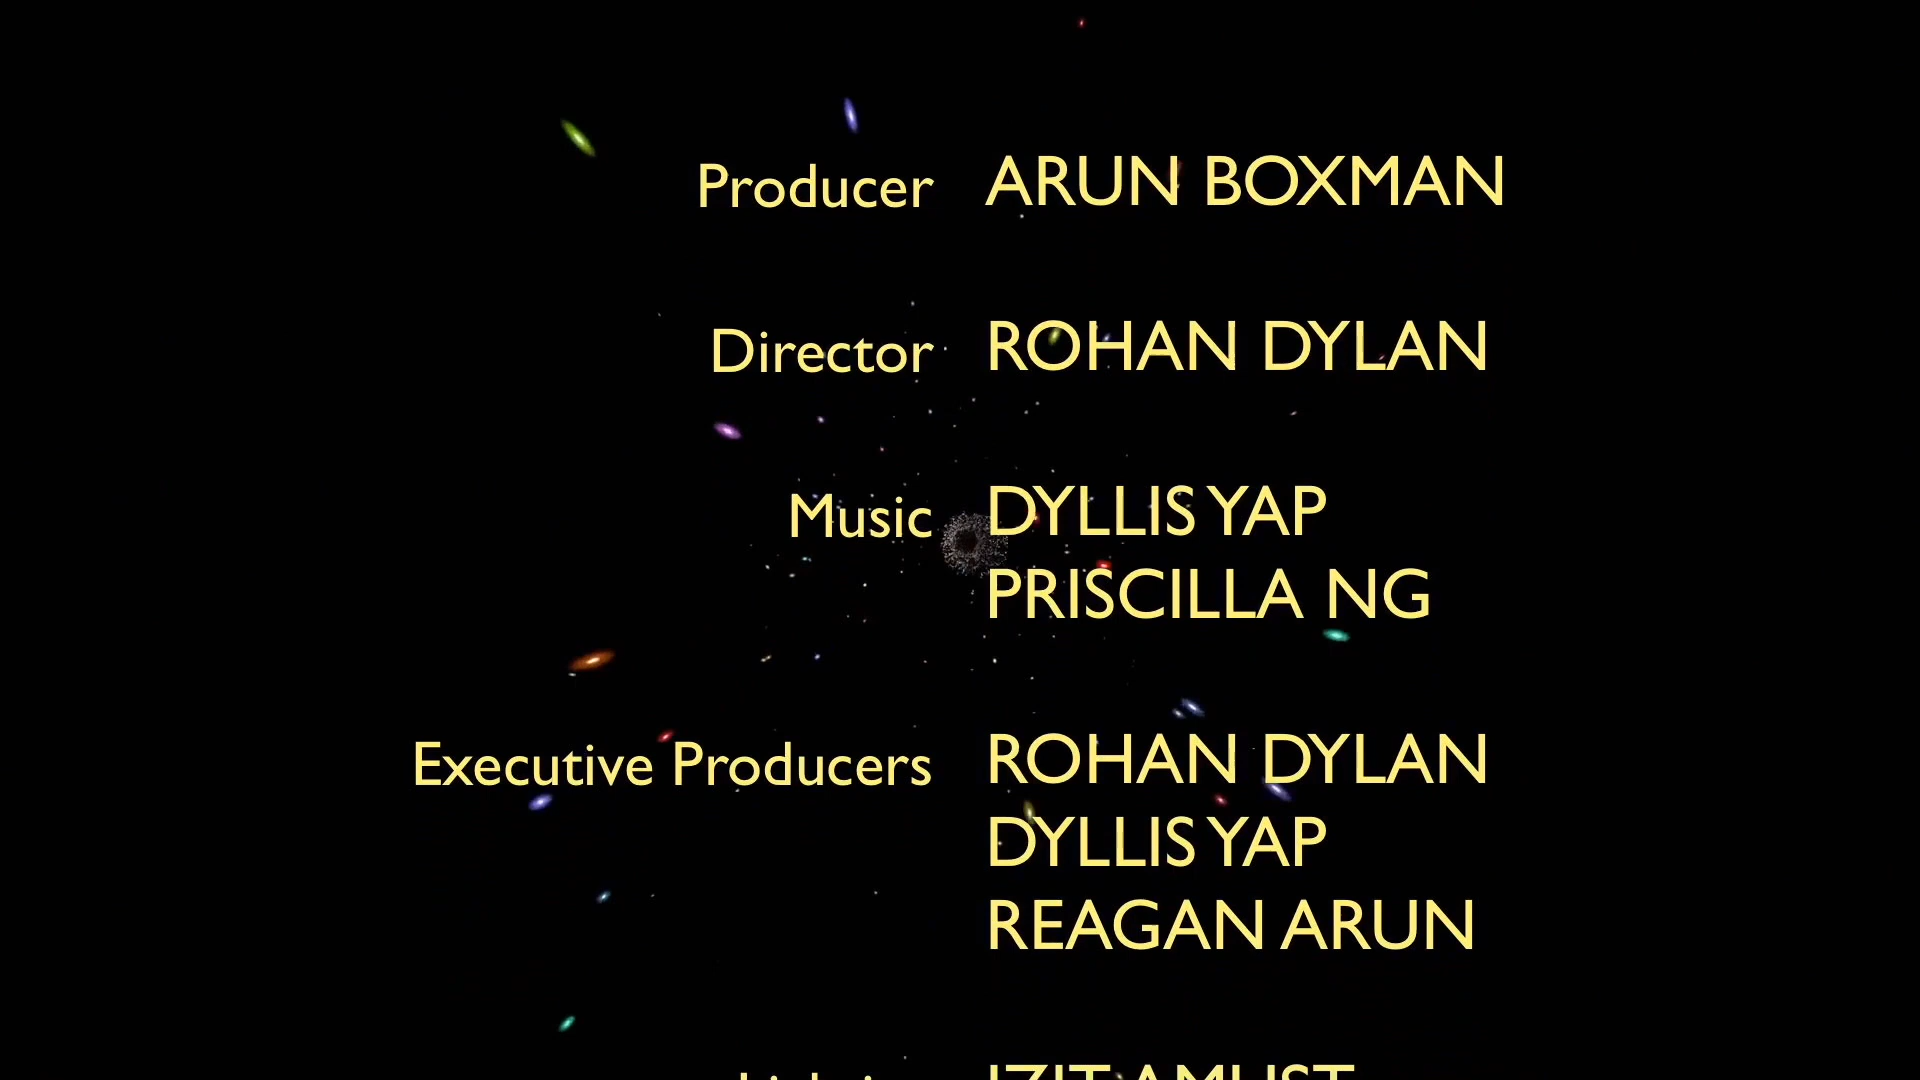 Producer ARUN BOXMAN
Director ROHAN DYLAN
Music DYLLIS YAP
PRISCILLA NG
Executive Producers ROHAN DYLAN
DYLLIS YAP
REAGAN ARUN